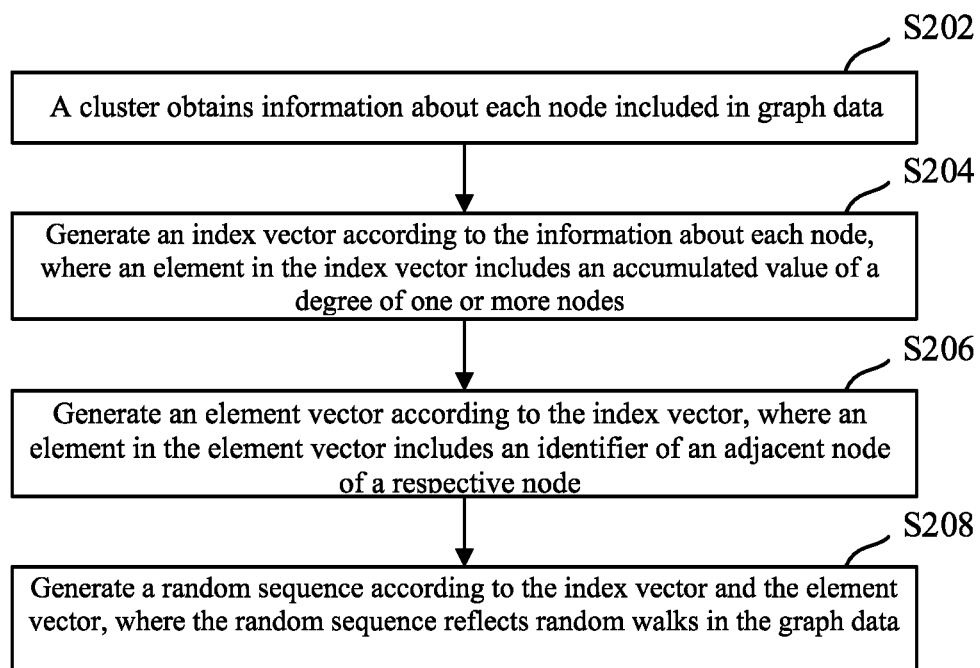 S202
A cluster obtains information about each node included in graph data
S204
Generate an index vector according to the information about each node,
where an element in the index vector includes an accumulated value of a
degree of one or more nodes
S206
Generate an element vector according to the index vector, where an
element in the element vector includes an identifier of an adjacent node
of a respective node
S208
Generate a random sequence according to the index vector and the element
vector, where the random sequence reflects random walks in the graph data